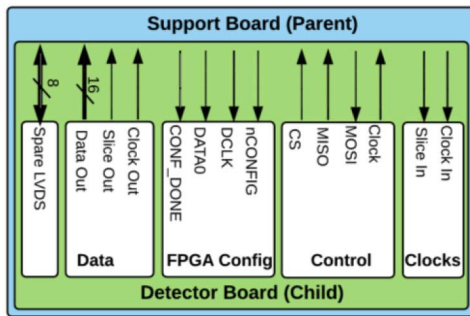 Support Board (Parent)
8
16
Spare LVDS
Data Out
Slice Out
Clock Out
CONF_DONE
DATA0
DCLK
nCONFIG
CS
MISO
MOSI
Clock
Slice In
Clock In
Data
FPGA Config
Control
Clocks
Detector Board (Child)